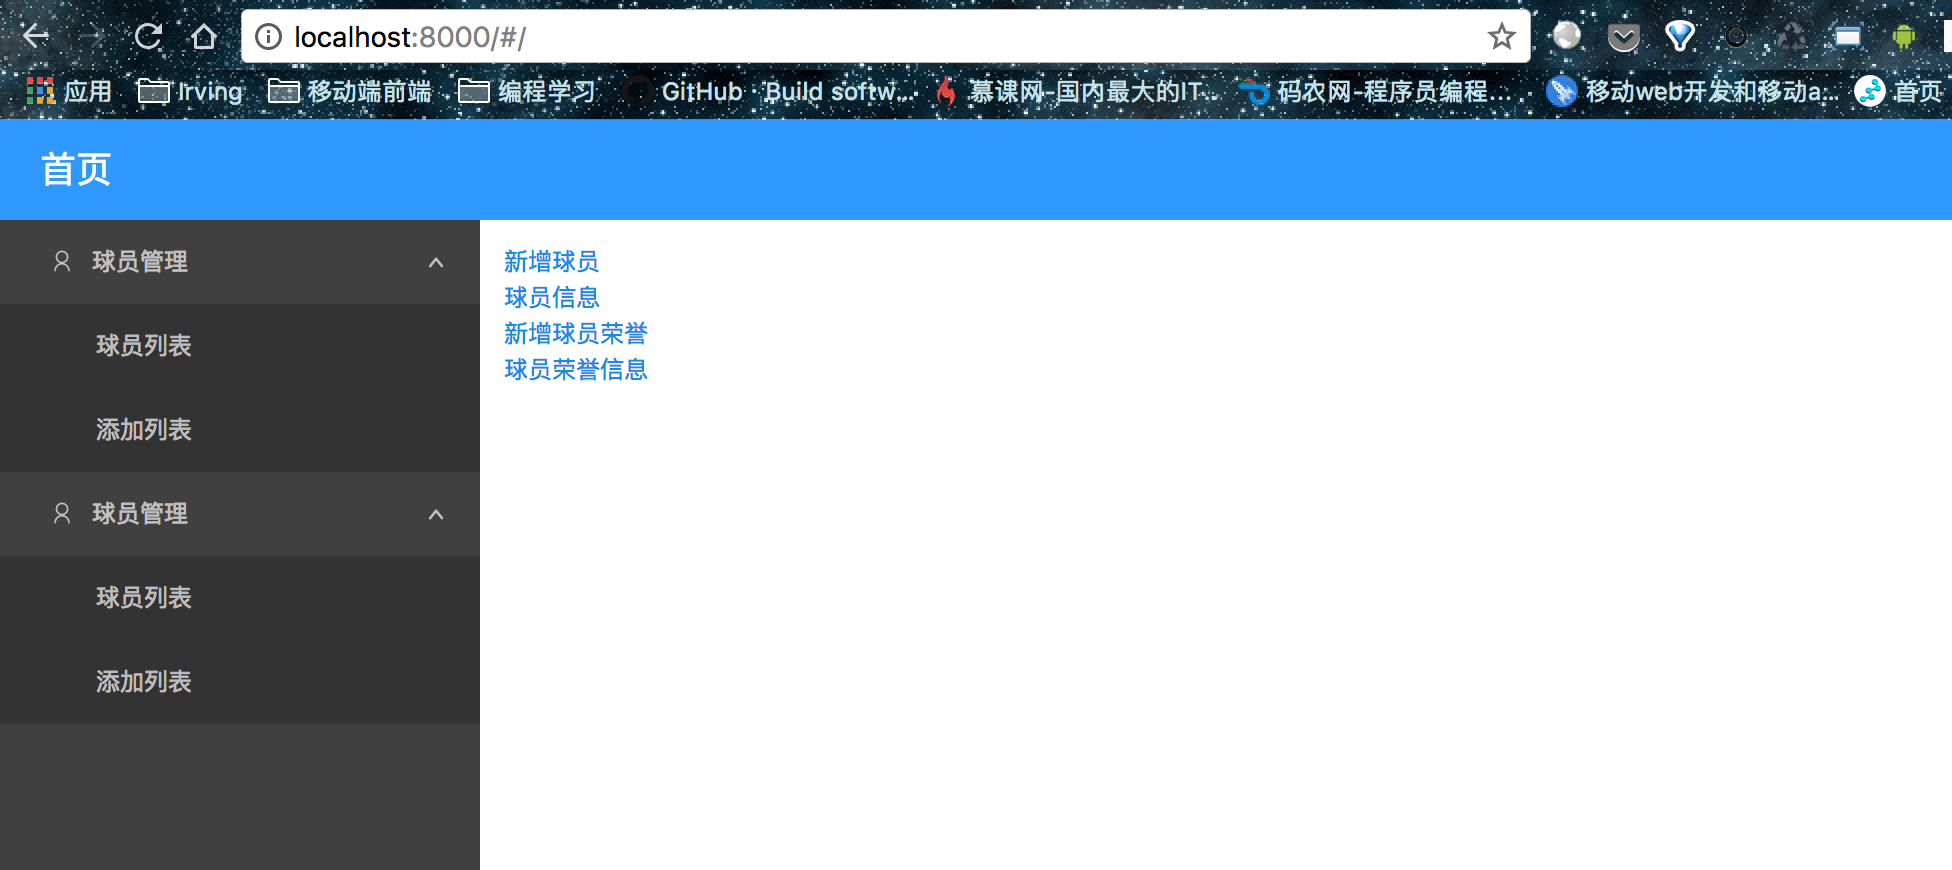 localhost:8000/#/
应用 Irving 移动端前端 编程学习 GitHub · Build softw... 慕课网-国内最大的IT... 码农网-程序员编程... 移动web开发和移动a... 首页
首页
球员管理
球员列表
添加列表
球员管理
球员列表
添加列表
新增球员
球员信息
新增球员荣誉
球员荣誉信息